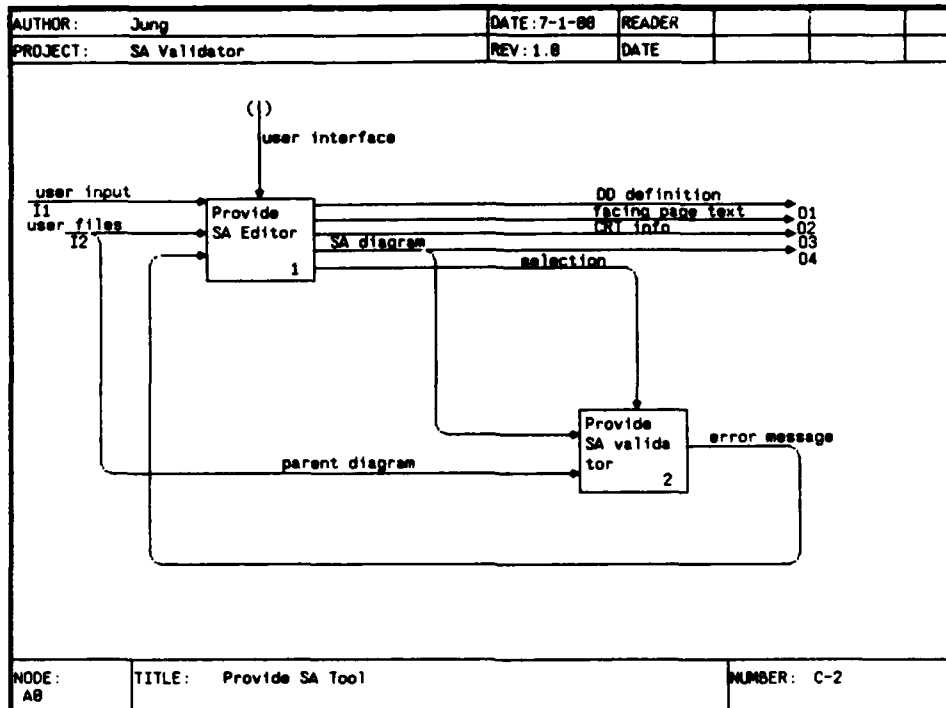 AUTHOR: Jung DATE:7-1-88 READER
PROJECT: SA Validator REV:1.0 DATE
(I)
user interface
user input
I1
user files
I2
Provide
SA Editor
1
DD definition
facing page text
CRT info
SA diagram
selection
O1
O2
O3
O4
Provide
SA valida
tor
2
error message
parent diagram
NODE:
A0
TITLE: Provide SA Tool
NUMBER: C-2